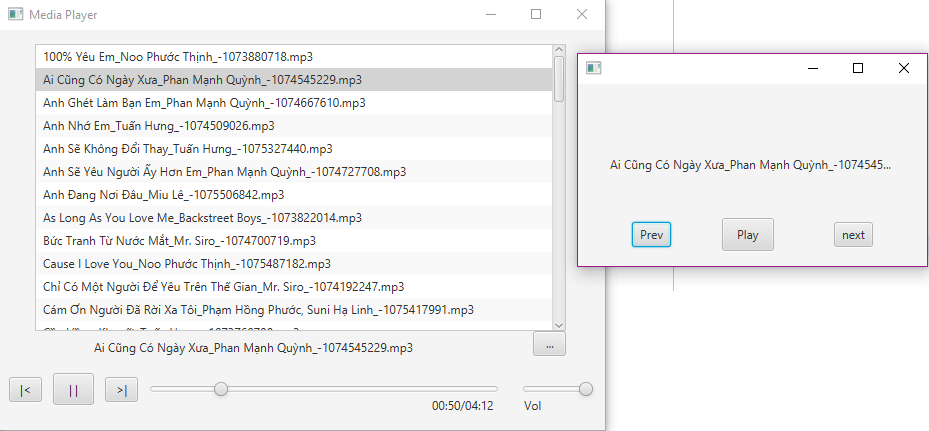 Media Player
100% Yêu Em_Noo Phước Thịnh_-1073880718.mp3
Ai Cũng Có Ngày Xưa_Phan Mạnh Quỳnh_-1074545229.mp3
Anh Ghét Làm Bạn Em_Phan Mạnh Quỳnh_-1074667610.mp3
Anh Nhớ Em_Tuấn Hưng_-1074509026.mp3
Anh Sẽ Không Đổi Thay_Tuấn Hưng_-1075327440.mp3
Anh Sẽ Yêu Người Ấy Hơn Em_Phan Mạnh Quỳnh_-1074727708.mp3
Anh Đang Nơi Đâu_Miu Lê_-1075506842.mp3
As Long As You Love Me_Backstreet Boys_-1073822014.mp3
Bức Tranh Từ Nước Mắt_Mr. Siro_-1074700719.mp3
Cause I Love You_Noo Phước Thịnh_-1075487182.mp3
Chỉ Có Một Người Để Yêu Trên Thế Gian_Mr. Siro_-1074192247.mp3
Cám Ơn Người Đã Rời Xa Tôi_Phạm Hồng Phước, Suni Hạ Linh_-1075417991.mp3
Ai Cũng Có Ngày Xưa_Phan Mạnh Quỳnh_-1074545229.mp3
...
|< || >|
00:50/04:12 Vol
Ai Cũng Có Ngày Xưa_Phan Mạnh Quỳnh_-1074545...
Prev Play next